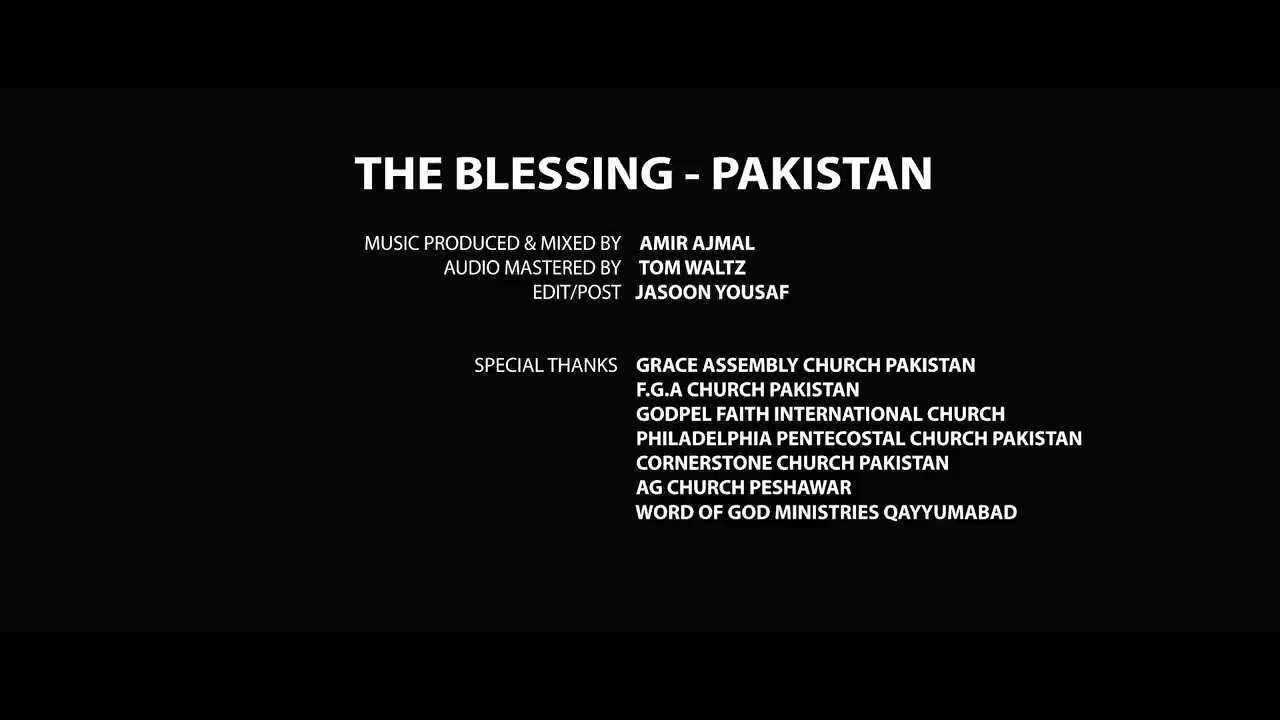 THE BLESSING - PAKISTAN
MUSIC PRODUCED & MIXED BY AMIR AJMAL
AUDIO MASTERED BY TOM WALTZ
EDIT/POST JASOON YOUSAF
SPECIAL THANKS GRACE ASSEMBLY CHURCH PAKISTAN
F.G.A CHURCH PAKISTAN
GODPEL FAITH INTERNATIONAL CHURCH
PHILADELPHIA PENTECOSTAL CHURCH PAKISTAN
CORNERSTONE CHURCH PAKISTAN
AG CHURCH PESHAWAR
WORD OF GOD MINISTRIES QAYYUMABAD